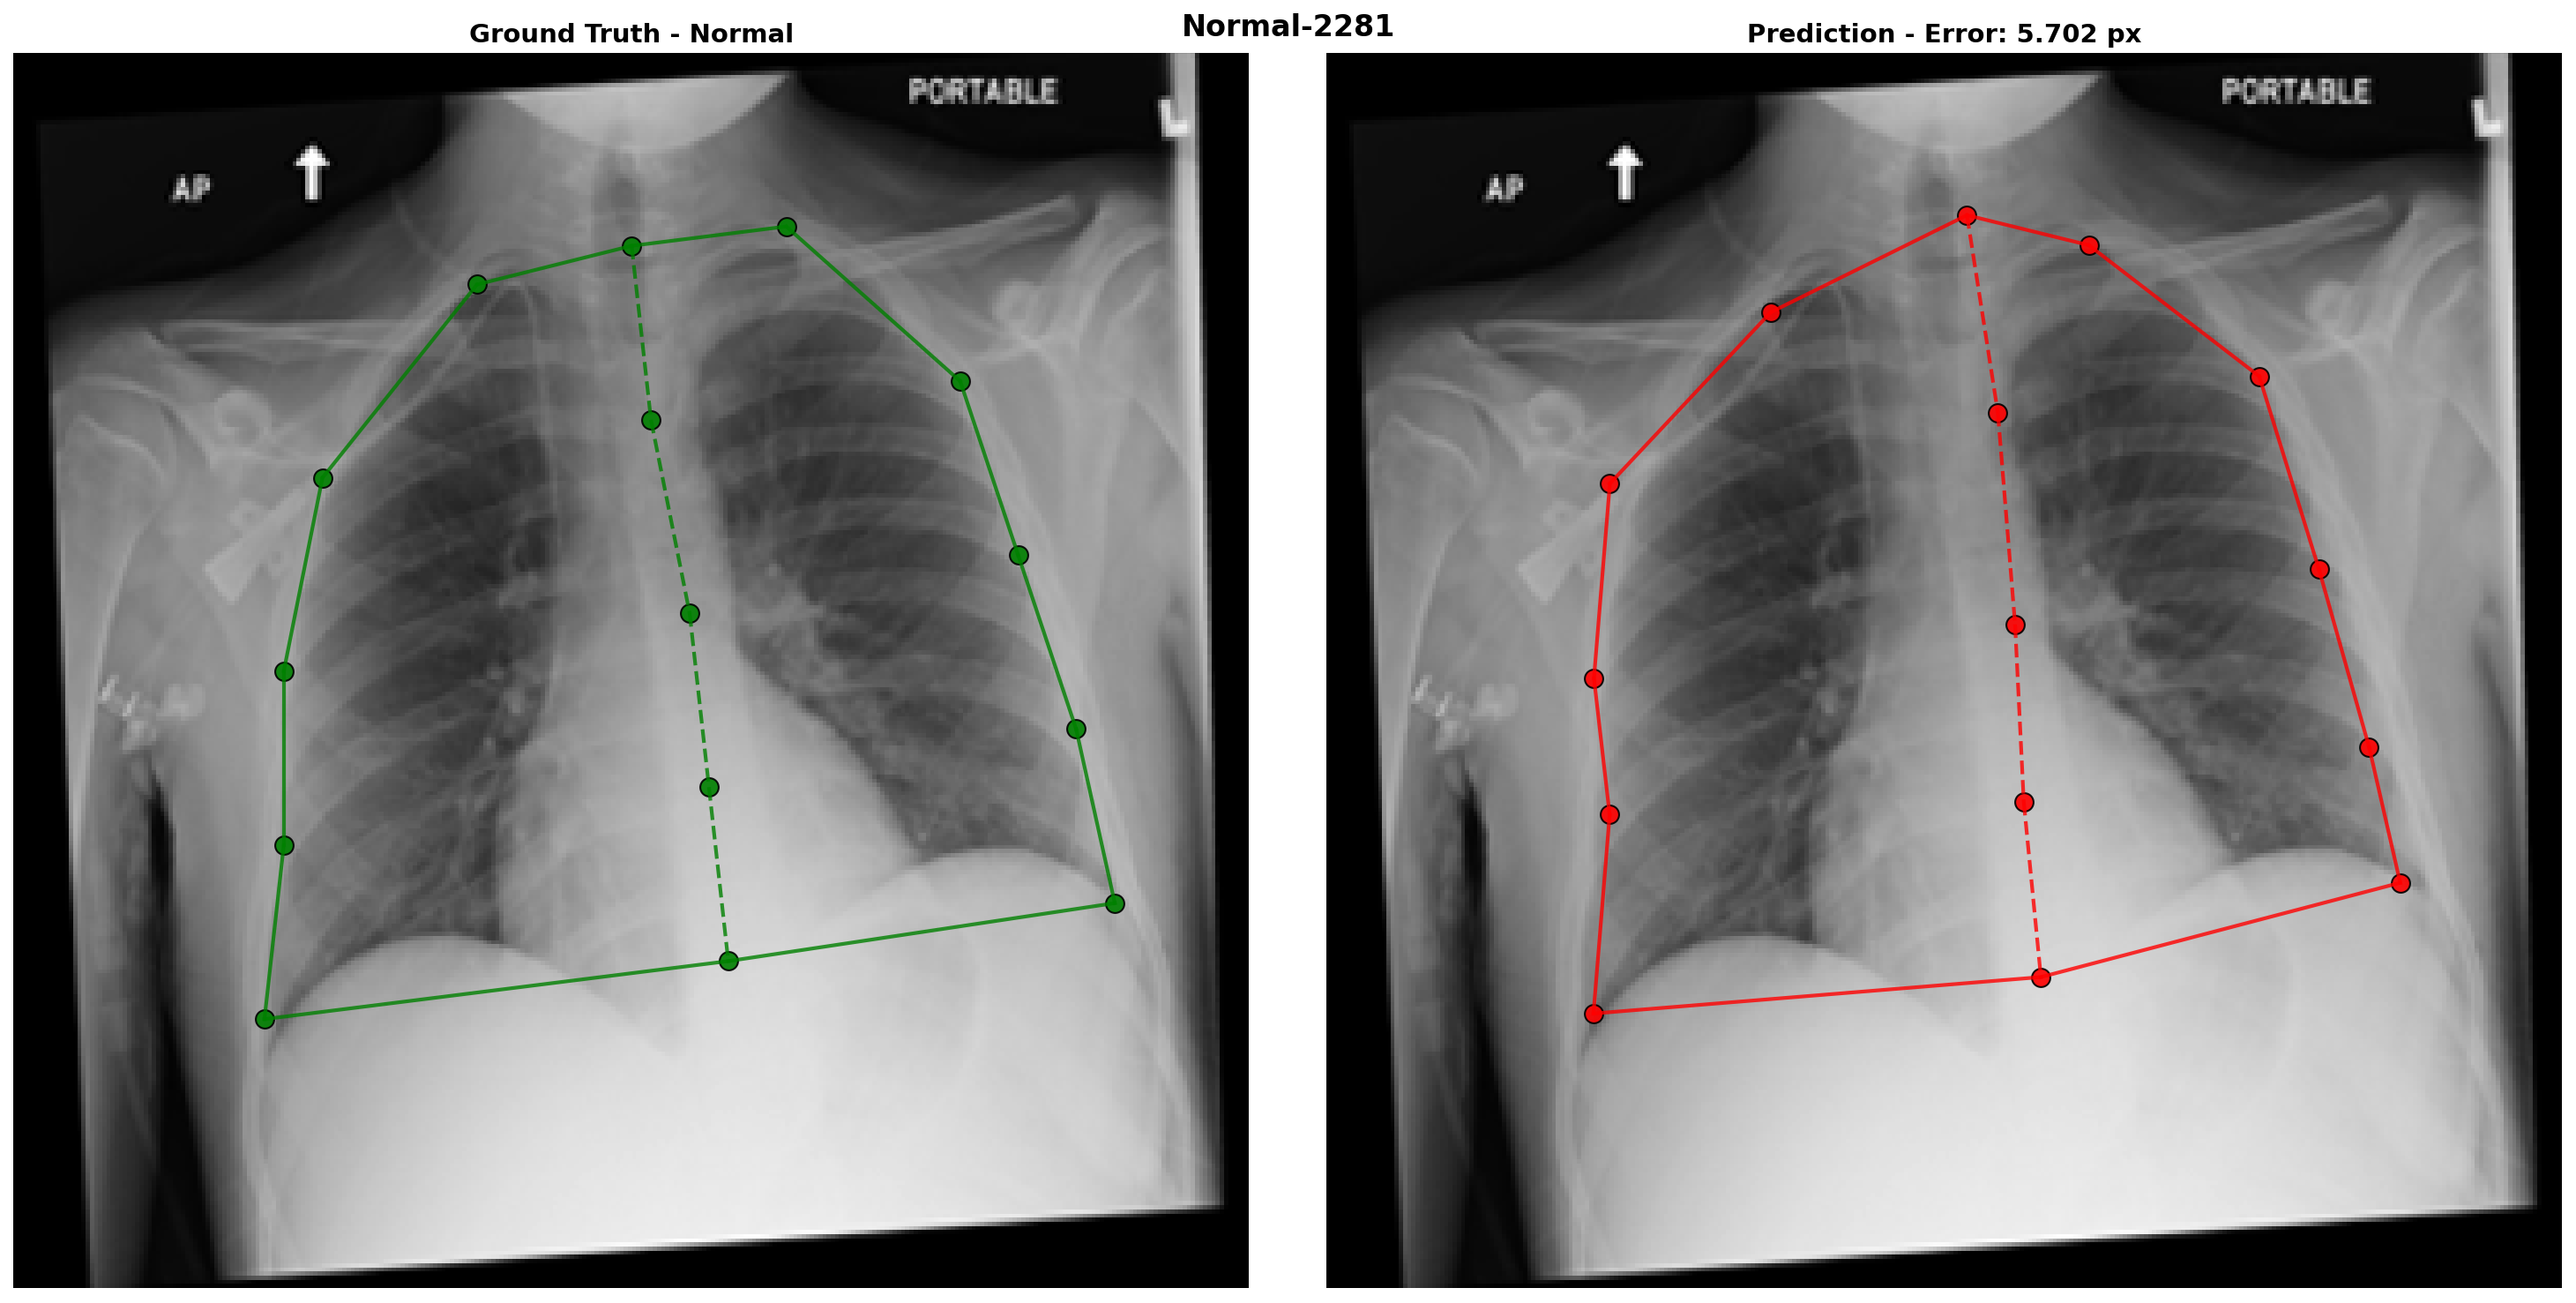 Normal-2281
Ground Truth - Normal
Prediction - Error: 5.702 px
PORTABLE
L
AP
PORTABLE
L
AP